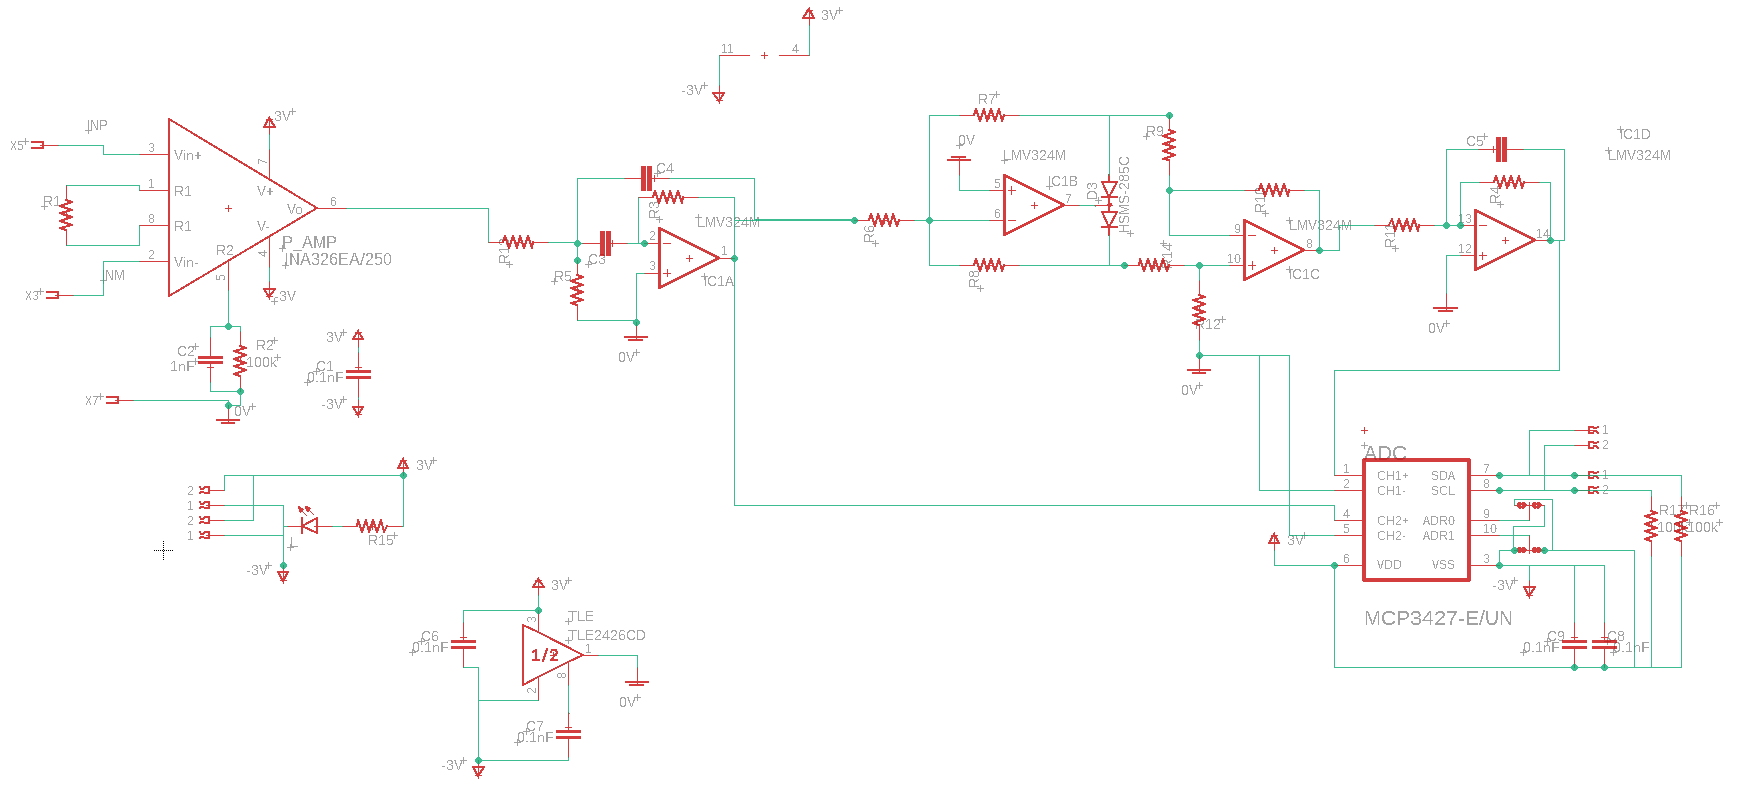 3V
11
4
-3V
INP
X5
3
Vin+
1
R1
8
R1
2
Vin-
R1
INM
X3
3V
7
V+
Vo
6
V-
4
-3V
R2
5
P_AMP
INA326EA/250
C2
1nF
R2
100k
X7
0V
3V
C1
0.1nF
-3V
C4
R3
C3
R5
2
3
1
LMV324M
IC1A
0V
R6
R7
0V
LMV324M
5
6
7
IC1B
D3
HSMS-285C
R8
R9
R14
R12
0V
9
10
8
LMV324M
IC1C
C5
R4
13
12
14
0V
IC1D
LMV324M
2
1
2
1
3V
R15
-3V
3V
TLE
TLE2426CD
3
1/2
1
2
8
C6
0.1nF
C7
0.1nF
-3V
0V
ADC
1 CH1+ SDA 7
2 CH1- SCL 8
4 CH2+ ADR0 9
5 CH2- ADR1 10
6 VDD VSS 3
3V
-3V
MCP3427-E/UN
1
2
1
2
R16
100k
C9
0.1nF
C8
0.1nF